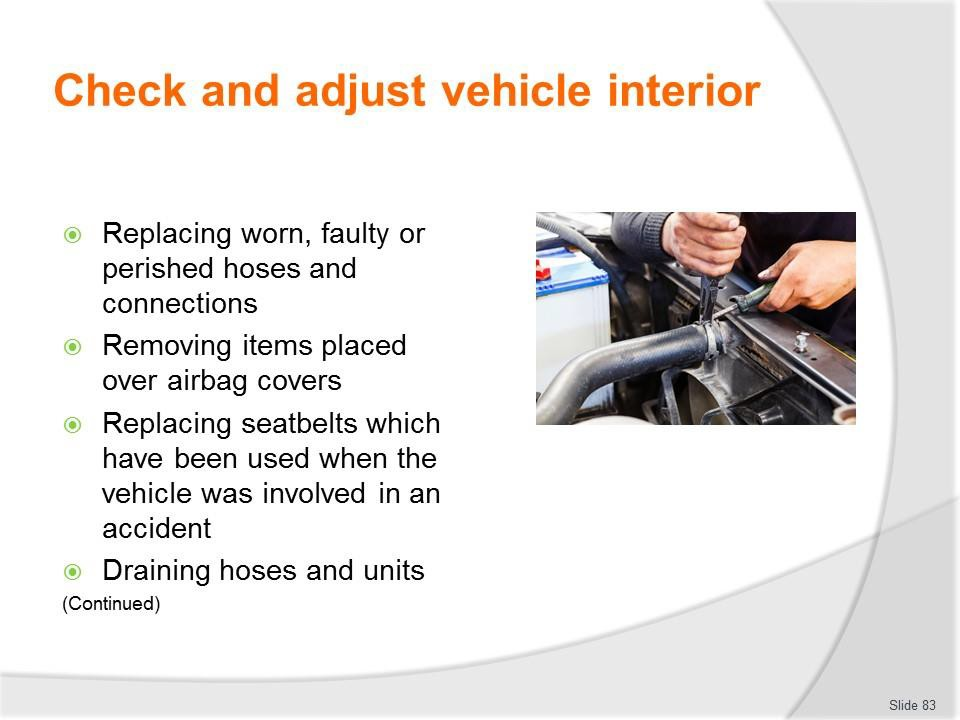 Check and adjust vehicle interior
Replacing worn, faulty or
perished hoses and
connections
Removing items placed
over airbag covers
Replacing seatbelts which
have been used when the
vehicle was involved in an
accident
Draining hoses and units
(Continued)
Slide 83